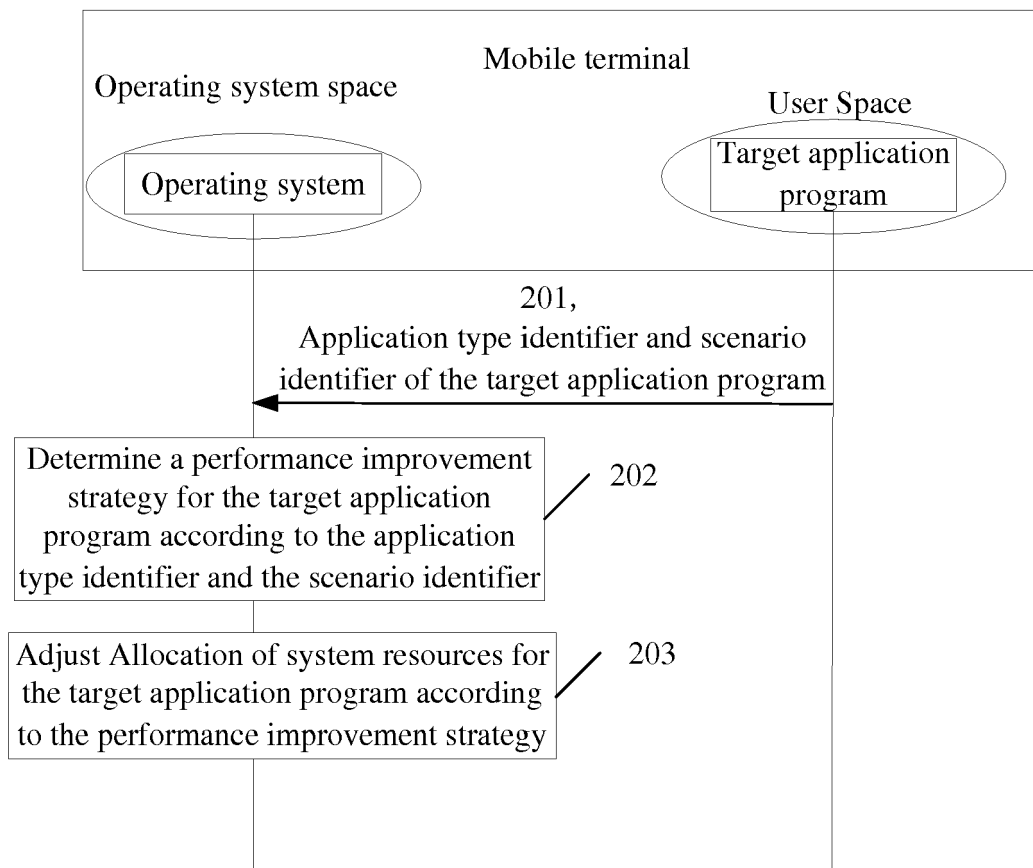 Mobile terminal
Operating system space
User Space
Operating system
Target application
program
201,
Application type identifier and scenario
identifier of the target application program
Determine a performance improvement
strategy for the target application
program according to the application
type identifier and the scenario identifier
202
Adjust Allocation of system resources for
the target application program according
to the performance improvement strategy
203